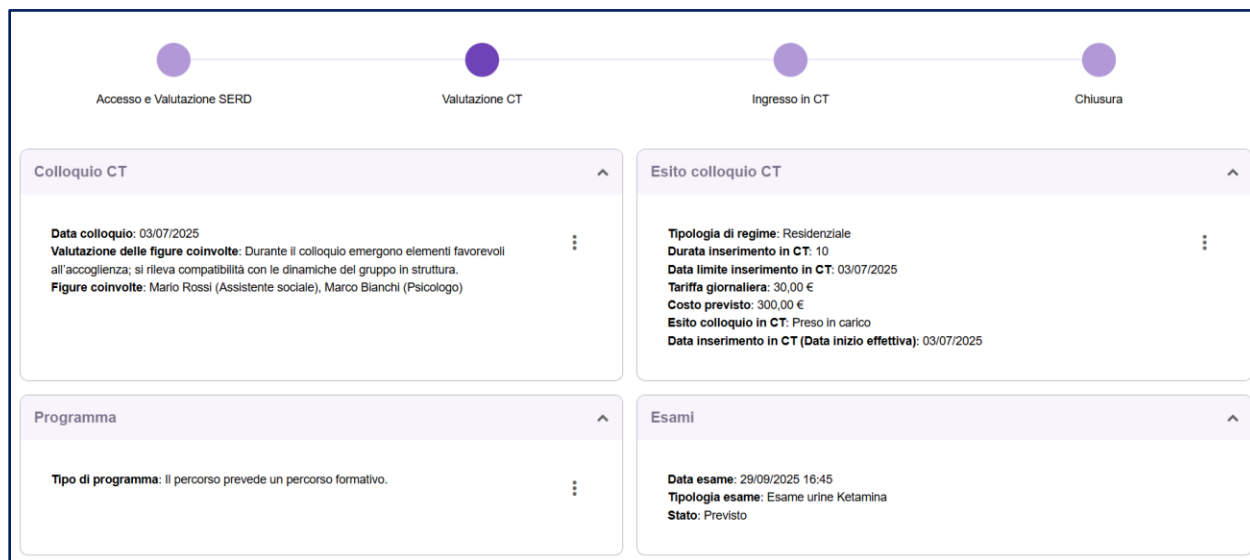 Accesso e Valutazione SERD
Valutazione CT
Ingresso in CT
Chiusura
Colloquio CT
Data colloquio: 03/07/2025
Valutazione delle figure coinvolte: Durante il colloquio emergono elementi favorevoli
all'accoglienza; si rileva compatibilità con le dinamiche del gruppo in struttura.
Figure coinvolte: Mario Rossi (Assistente sociale), Marco Bianchi (Psicologo)
Esito colloquio CT
Tipologia di regime: Residenziale
Durata inserimento in CT: 10
Data limite inserimento in CT: 03/07/2025
Tariffa giornaliera: 30,00 €
Costo previsto: 300,00 €
Esito colloquio in CT: Preso in carico
Data inserimento in CT (Data inizio effettiva): 03/07/2025
Programma
Tipo di programma: Il percorso prevede un percorso formativo.
Esami
Data esame: 29/09/2025 16:45
Tipologia esame: Esame urine Ketamina
Stato: Previsto